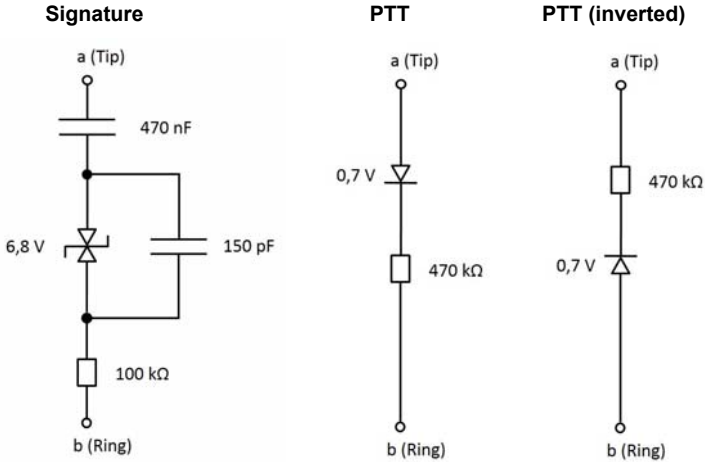 Signature
a (Tip)
470 nF
6,8 V
150 pF
100 kΩ
b (Ring)
PTT
a (Tip)
0,7 V
470 kΩ
b (Ring)
PTT (inverted)
a (Tip)
470 kΩ
0,7 V
b (Ring)